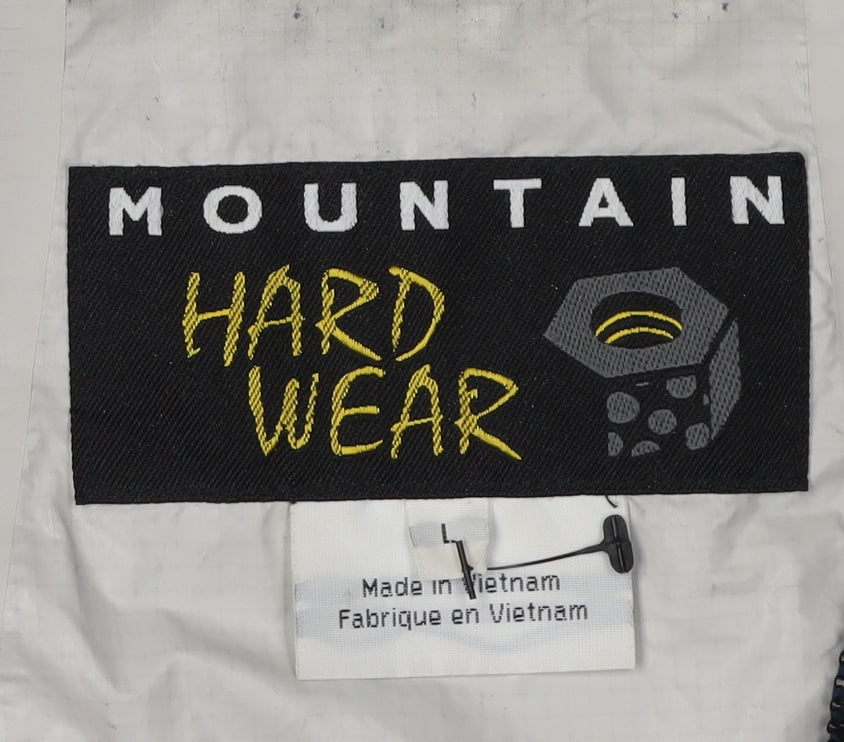 MOUNTAIN
HARD
WEAR
L
Made in Vietnam
Fabrique en Vietnam